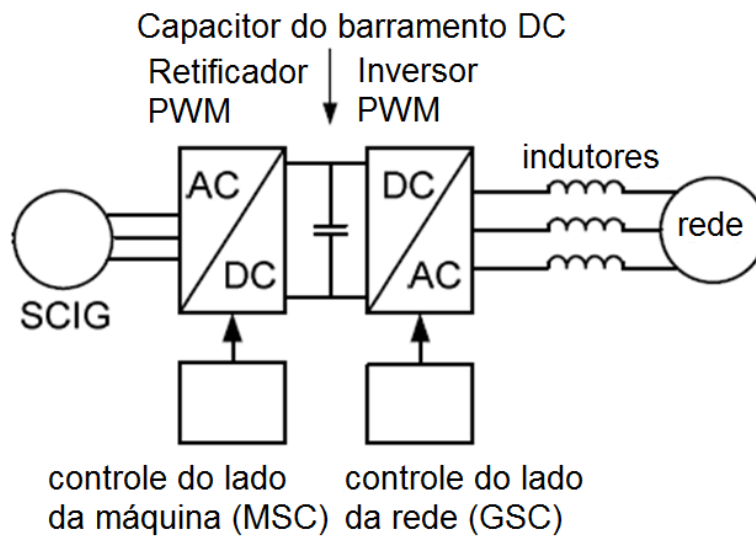 Capacitor do barramento DC
Retificador
PWM
Inversor
PWM
indutores
AC
DC
DC
AC
rede
SCIG
controle do lado
da máquina (MSC)
controle do lado
da rede (GSC)